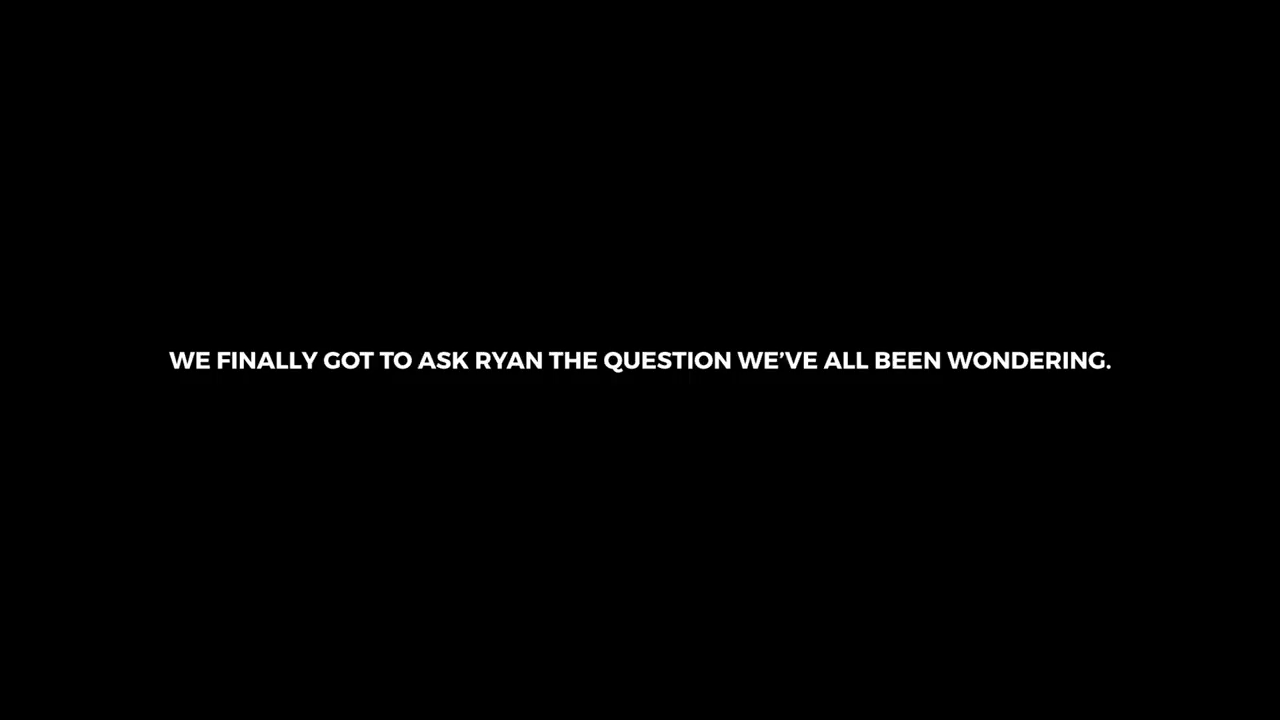 WE FINALLY GOT TO ASK RYAN THE QUESTION WE’VE ALL BEEN WONDERING.